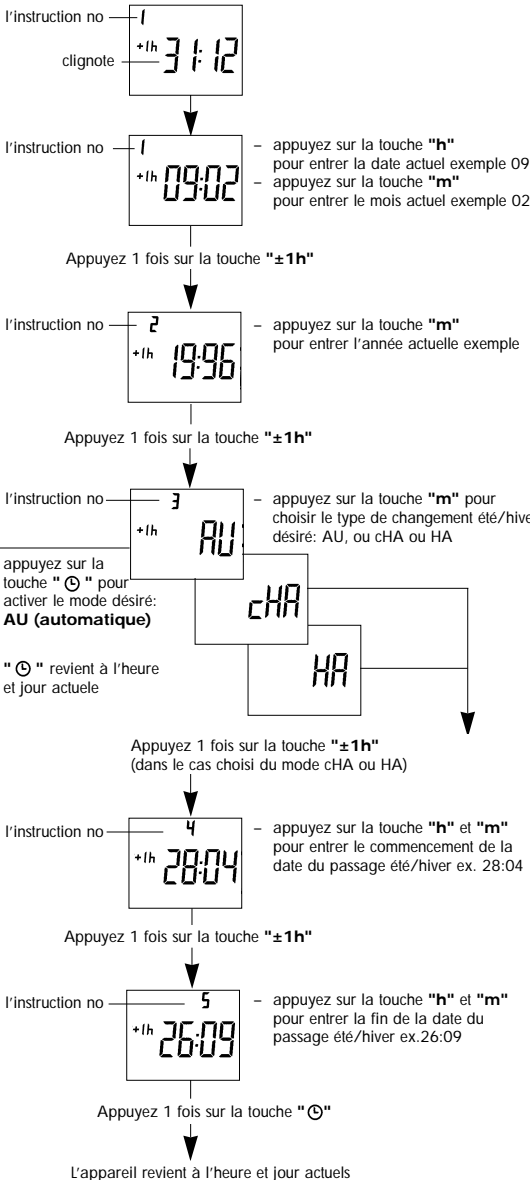 l'instruction no
1
+1h
clignote
31:12
l'instruction no
1
+1h
09:02
– appuyez sur la touche "h"
pour entrer la date actuel exemple 09
– appuyez sur la touche "m"
pour entrer le mois actuel exemple 02
Appuyez 1 fois sur la touche "±1h"
l'instruction no
2
+1h
19:96
– appuyez sur la touche "m"
pour entrer l'année actuelle exemple
Appuyez 1 fois sur la touche "±1h"
l'instruction no
3
+1h
AU
– appuyez sur la touche "m" pour
choisir le type de changement été/hive
désiré: AU, ou cHA ou HA
appuyez sur la
touche " " pour
activer le mode désiré:
AU (automatique)
cHA
" " revient à l'heure
et jour actuele
HA
Appuyez 1 fois sur la touche "±1h"
(dans le cas choisi du mode cHA ou HA)
l'instruction no
4
+1h
28:04
– appuyez sur la touche "h" et "m"
pour entrer le commencement de la
date du passage été/hiver ex. 28:04
Appuyez 1 fois sur la touche "±1h"
l'instruction no
5
+1h
26:09
– appuyez sur la touche "h" et "m"
pour entrer la fin de la date du
passage été/hiver ex.26:09
Appuyez 1 fois sur la touche " "
L'appareil revient à l'heure et jour actuels